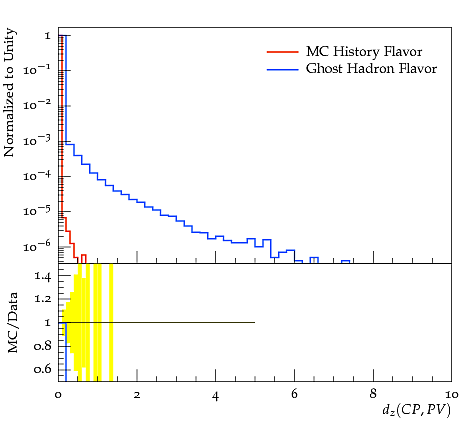 Normalized to Unity
1
10⁻¹
10⁻²
10⁻³
10⁻⁴
10⁻⁵
10⁻⁶
MC History Flavor
Ghost Hadron Flavor
MC/Data
1.4
1.2
1
0.8
0.6
0 2 4 6 8 10
d_z(CP, PV)